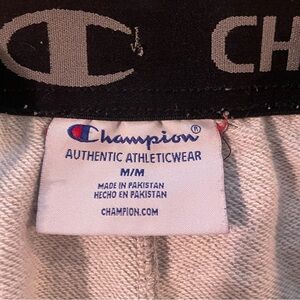 CH
Champion®
AUTHENTIC ATHLETICWEAR
M/M
MADE IN PAKISTAN
HECHO EN PAKISTAN
CHAMPION.COM